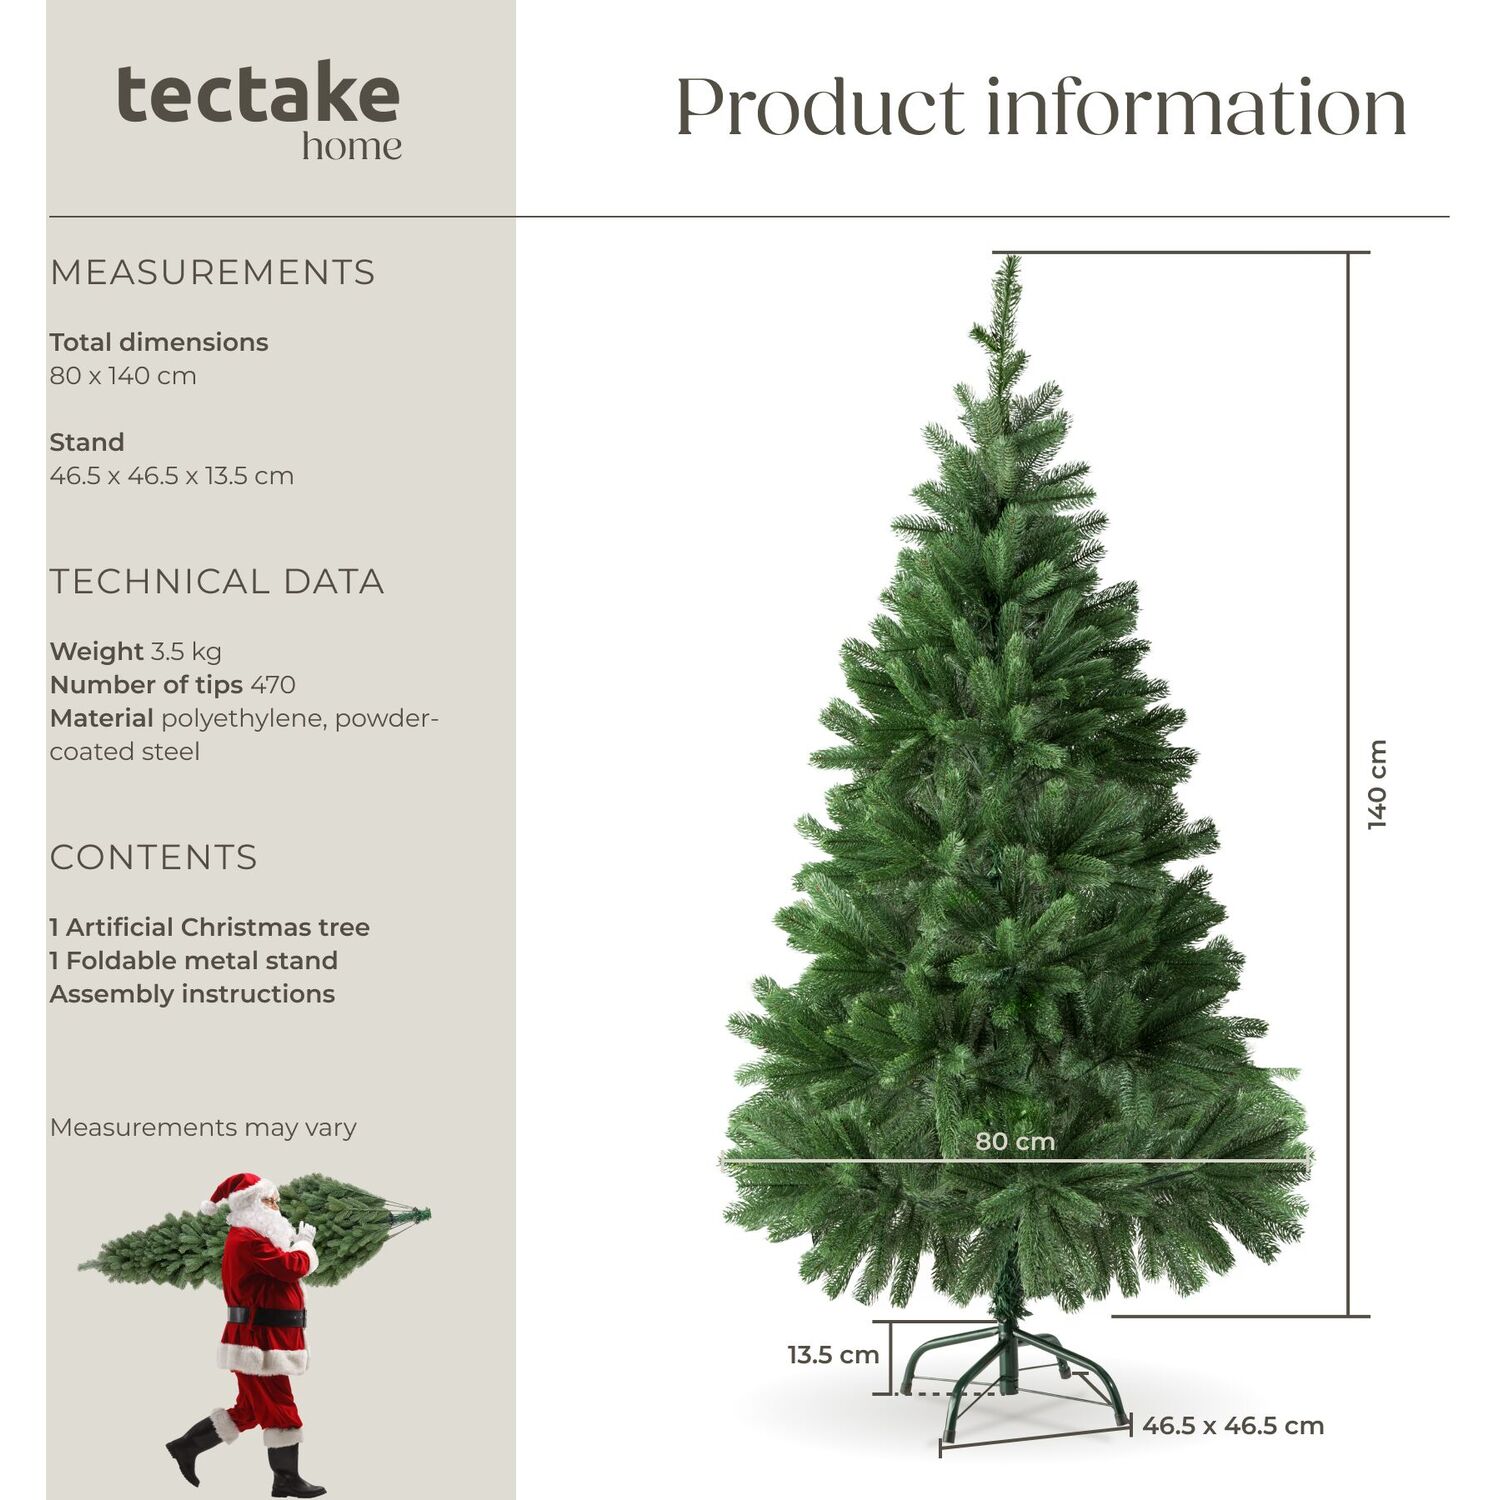 tectake
home
Product information
MEASUREMENTS
Total dimensions
80 x 140 cm
Stand
46.5 x 46.5 x 13.5 cm
TECHNICAL DATA
Weight 3.5 kg
Number of tips 470
Material polyethylene, powder-
coated steel
CONTENTS
1 Artificial Christmas tree
1 Foldable metal stand
Assembly instructions
Measurements may vary
140 cm
80 cm
13.5 cm
46.5 x 46.5 cm